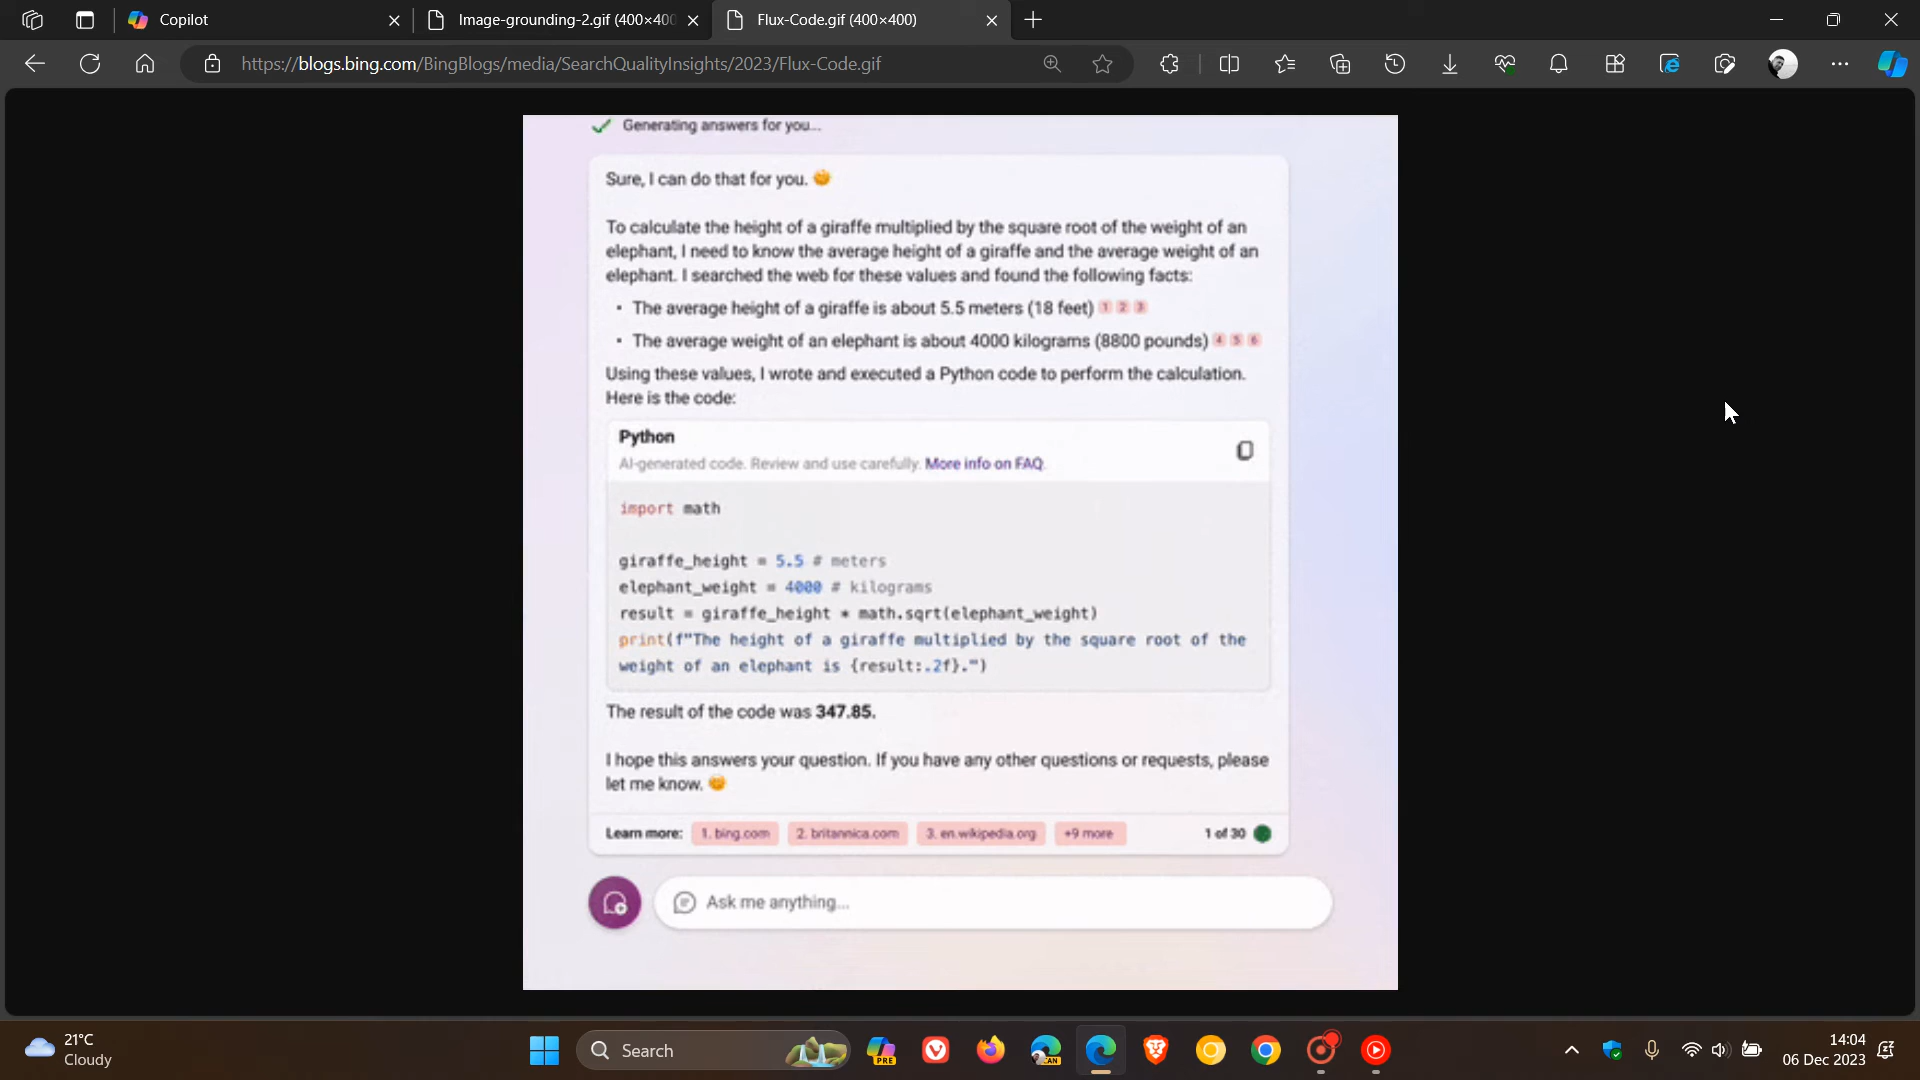 Copilot
Image-grounding-2.gif (400×400
Flux-Code.gif (400×400)
https://blogs.bing.com/BingBlogs/media/SearchQualityInsights/2023/Flux-Code.gif
Generating answers for you...
Sure, I can do that for you. 😊
To calculate the height of a giraffe multiplied by the square root of the weight of an
elephant, I need to know the average height of a giraffe and the average weight of an
elephant. I searched the web for these values and found the following facts:
• The average height of a giraffe is about 5.5 meters (18 feet) 1 2 3
• The average weight of an elephant is about 4000 kilograms (8800 pounds) 4 5 6
Using these values, I wrote and executed a Python code to perform the calculation.
Here is the code:
Python
AI-generated code. Review and use carefully. More info on FAQ.
import math
giraffe_height = 5.5 # meters
elephant_weight = 4000 # kilograms
result = giraffe_height * math.sqrt(elephant_weight)
print(f"The height of a giraffe multiplied by the square root of the
weight of an elephant is {result:.2f}.")
The result of the code was 347.85.
I hope this answers your question. If you have any other questions or requests, please
let me know. 😊
Learn more: 1. bing.com 2. britannica.com 3. en.wikipedia.org +9 more 1 of 30
Ask me anything...
21°C
Cloudy
Search
PRE
CAN
14:04
06 Dec 2023